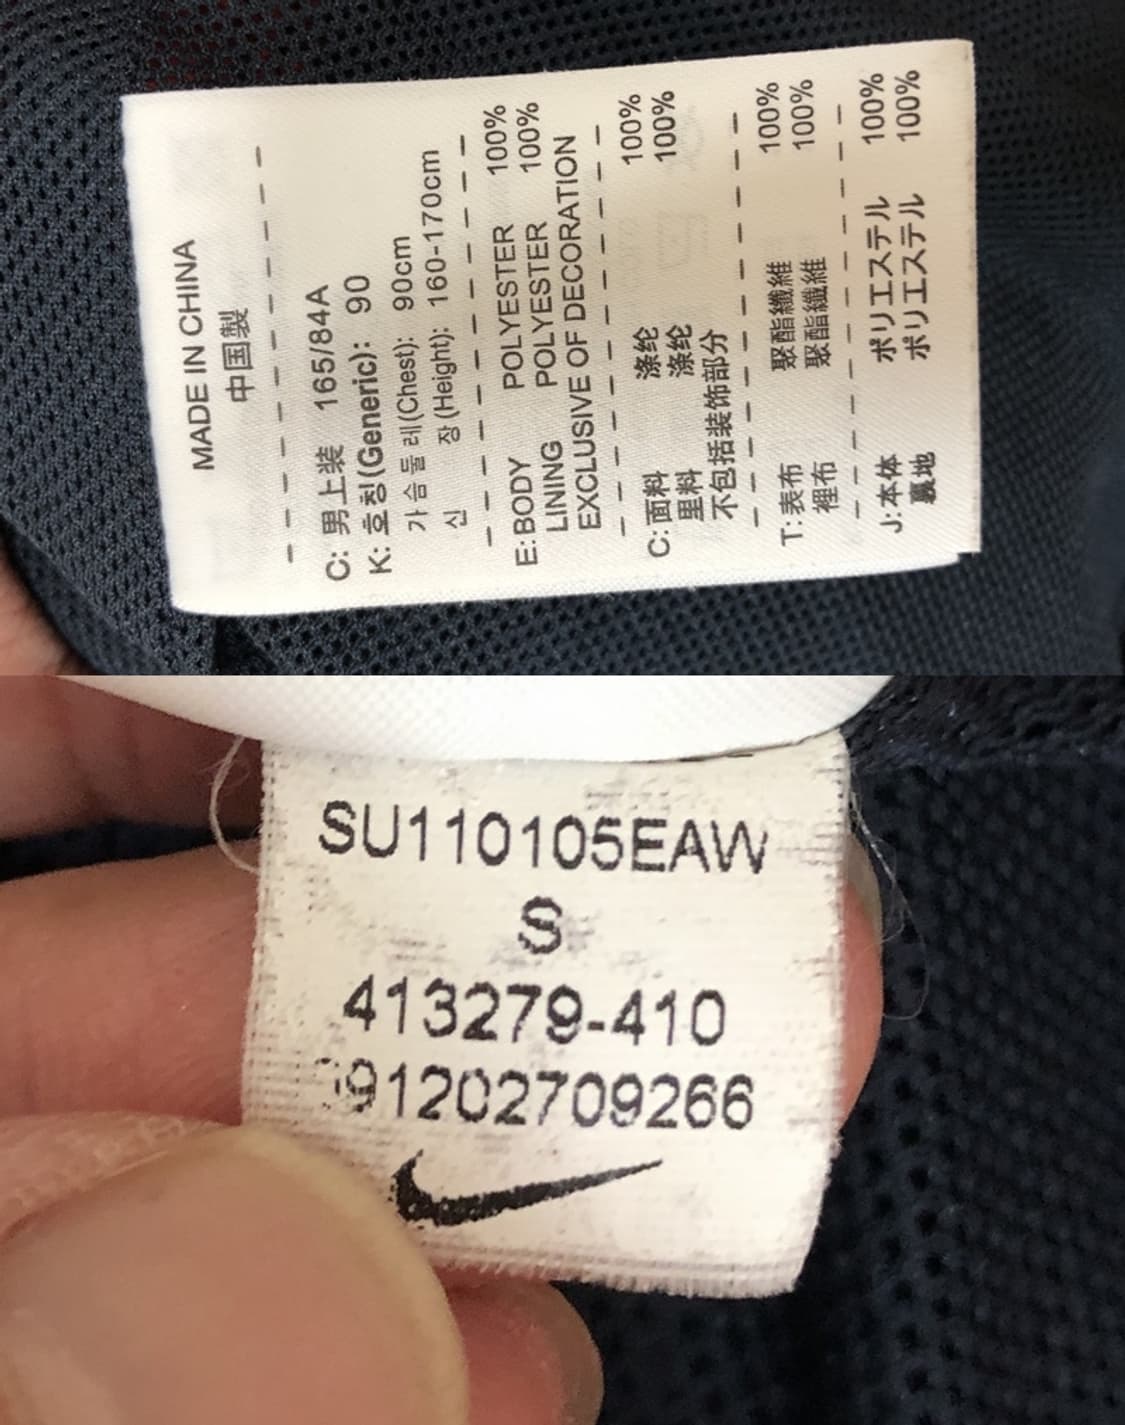 MADE IN CHINA
中国製
C: 男上装 165/84A
K: 호칭(Generic): 90
가슴둘레(Chest): 90cm
신 장(Height): 160-170cm
E: BODY POLYESTER 100%
LINING POLYESTER 100%
EXCLUSIVE OF DECORATION
C: 面料 涤纶 100%
里料 涤纶 100%
不包括装饰部分
T: 表布 聚酯纖維 100%
裡布 聚酯纖維 100%
J: 本体 ポリエステル 100%
裏地 ポリエステル 100%
SU110105EAW
S
413279-410
91202709266